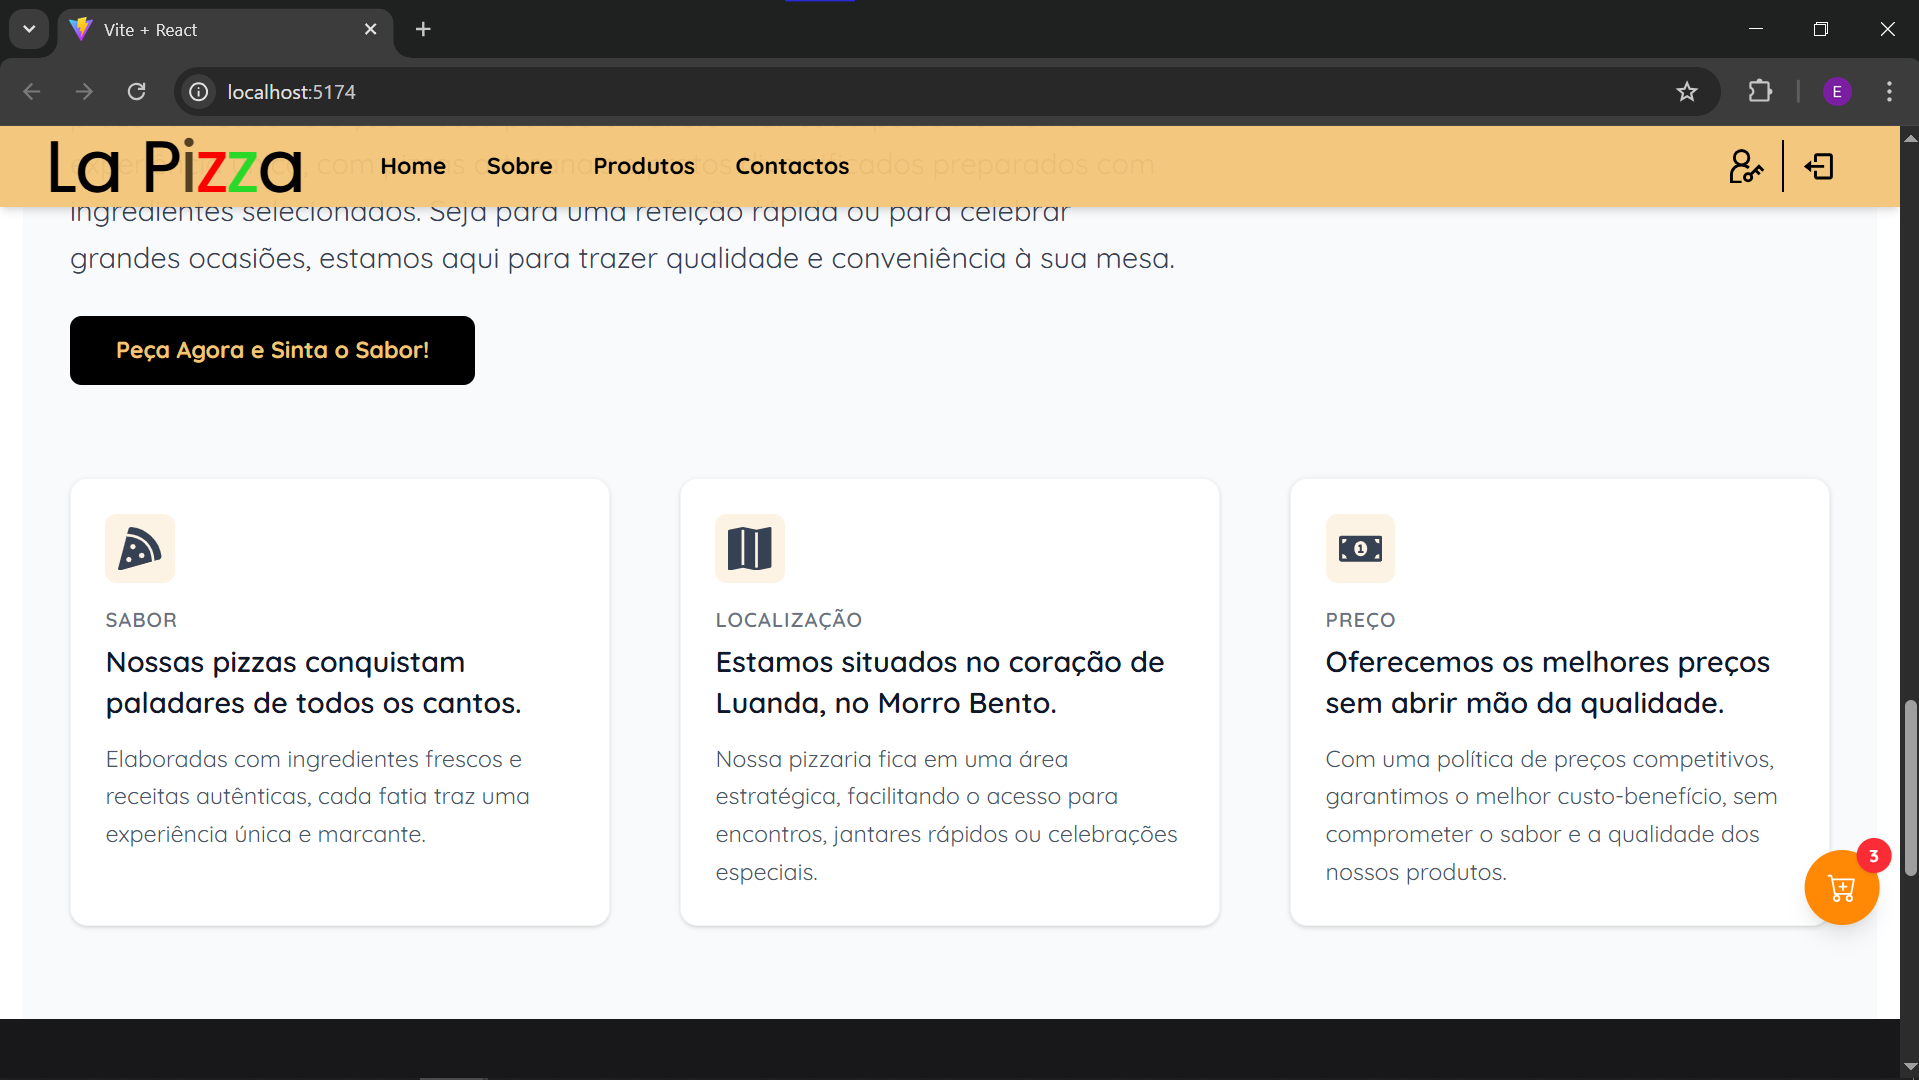 Vite + React
localhost:5174
La Pizza
Home
Sobre
Produtos
Contactos
preparados com
ingredientes selecionados. Seja para uma refeição rápida ou para celebrar
grandes ocasiões, estamos aqui para trazer qualidade e conveniência à sua mesa.
Peça Agora e Sinta o Sabor!
SABOR
Nossas pizzas conquistam
paladares de todos os cantos.
Elaboradas com ingredientes frescos e
receitas autênticas, cada fatia traz uma
experiência única e marcante.
LOCALIZAÇÃO
Estamos situados no coração de
Luanda, no Morro Bento.
Nossa pizzaria fica em uma área
estratégica, facilitando o acesso para
encontros, jantares rápidos ou celebrações
especiais.
PREÇO
Oferecemos os melhores preços
sem abrir mão da qualidade.
Com uma política de preços competitivos,
garantimos o melhor custo-benefício, sem
comprometer o sabor e a qualidade dos
nossos produtos.
3
E
1